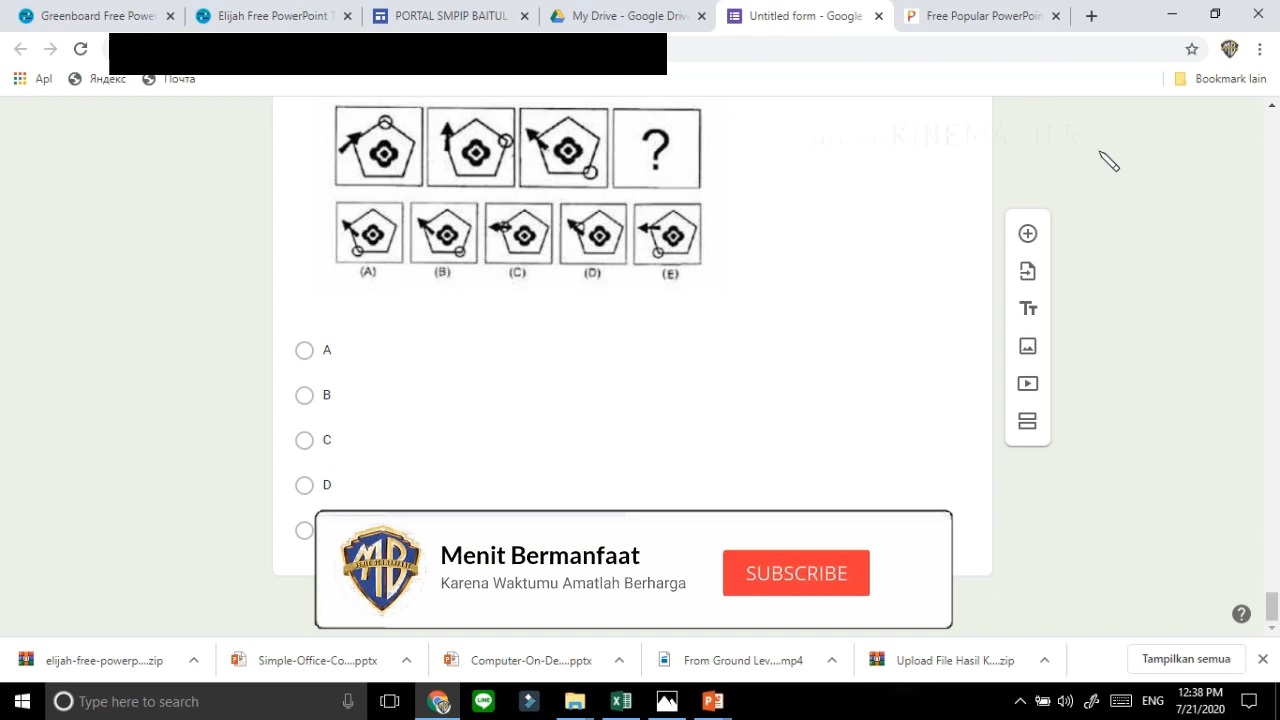 Greenboard Free Power
Elijah Free PowerPoint T
PORTAL SMPIP BAITUL
My Drive - Google Driv
Untitled form - Google
Free Popular PowerPoin
Apl
Яндекс
Почта
Bookmark lain
KINEMA
?
(A) (B) (C) (D) (E)
A
B
C
D
MB
Menit Bermanfaat
Karena Waktumu Amatlah Berharga
SUBSCRIBE
elijah-free-powerp....zip
Simple-Office-Co....pptx
Computer-On-De....pptx
From Ground Lev....mp4
Upload File Hasil K....zip
Tampilkan semua
Type here to search
ENG
12:38 PM
7/21/2020